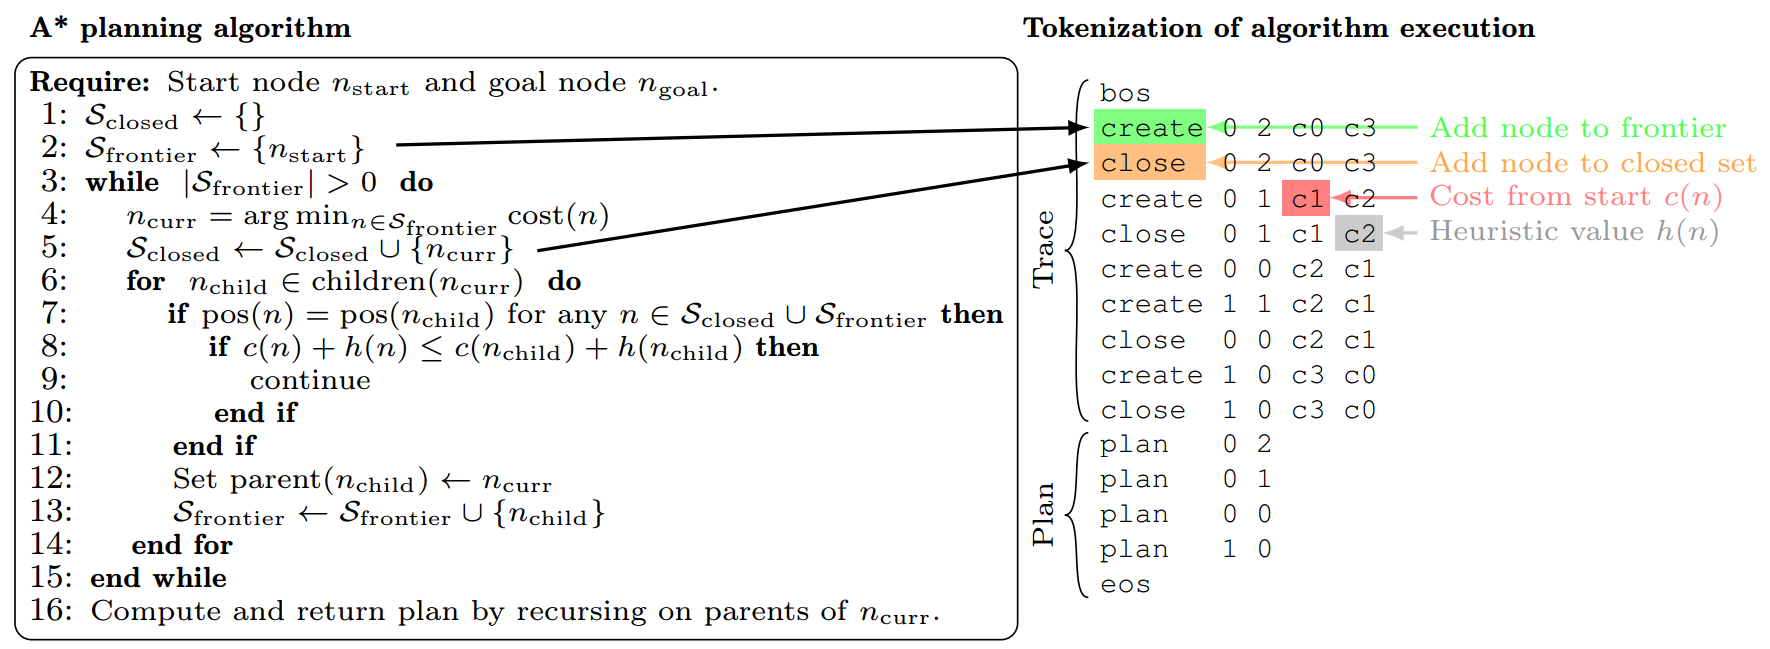 A* planning algorithm
Require: Start node n_start and goal node n_goal.
1: 𝒮_closed ← {}
2: 𝒮_frontier ← {n_start}
3: while |𝒮_frontier| > 0 do
4: n_curr = arg min_{n∈𝒮_frontier} cost(n)
5: 𝒮_closed ← 𝒮_closed ∪ {n_curr}
6: for n_child ∈ children(n_curr) do
7: if pos(n) = pos(n_child) for any n ∈ 𝒮_closed ∪ 𝒮_frontier then
8: if c(n) + h(n) ≤ c(n_child) + h(n_child) then
9: continue
10: end if
11: end if
12: Set parent(n_child) ← n_curr
13: 𝒮_frontier ← 𝒮_frontier ∪ {n_child}
14: end for
15: end while
16: Compute and return plan by recursing on parents of n_curr.
Tokenization of algorithm execution
Trace
bos
create 0 2 c0 c3 Add node to frontier
close 0 2 c0 c3 Add node to closed set
create 0 1 c1 c2 Cost from start c(n)
close 0 1 c1 c2 Heuristic value h(n)
create 0 0 c2 c1
create 1 1 c2 c1
close 0 0 c2 c1
create 1 0 c3 c0
close 1 0 c3 c0
Plan
plan 0 2
plan 0 1
plan 0 0
plan 1 0
eos